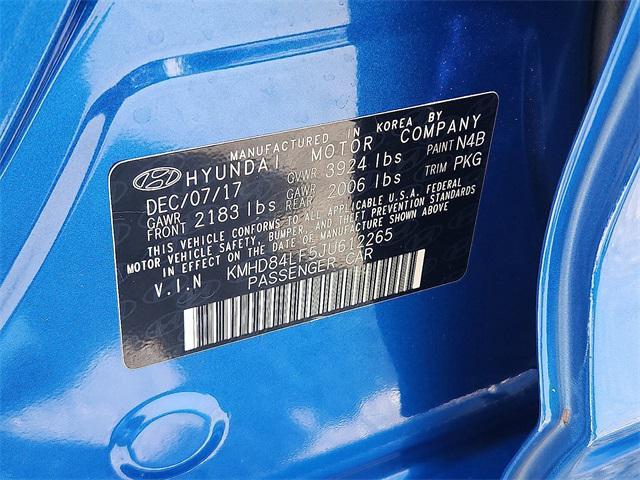 MANUFACTURED IN KOREA BY
HYUNDAI MOTOR COMPANY
DEC/07/17 GVWR 3924 lbs PAINT N4B
GAWR FRONT 2183 lbs GAWR REAR 2006 lbs TRIM PKG
THIS VEHICLE CONFORMS TO ALL APPLICABLE U.S.A. FEDERAL
MOTOR VEHICLE SAFETY, BUMPER, AND THEFT PREVENTION STANDARDS
IN EFFECT ON THE DATE OF MANUFACTURE SHOWN ABOVE
V.I.N KMHD84LF5JU612265
PASSENGER CAR